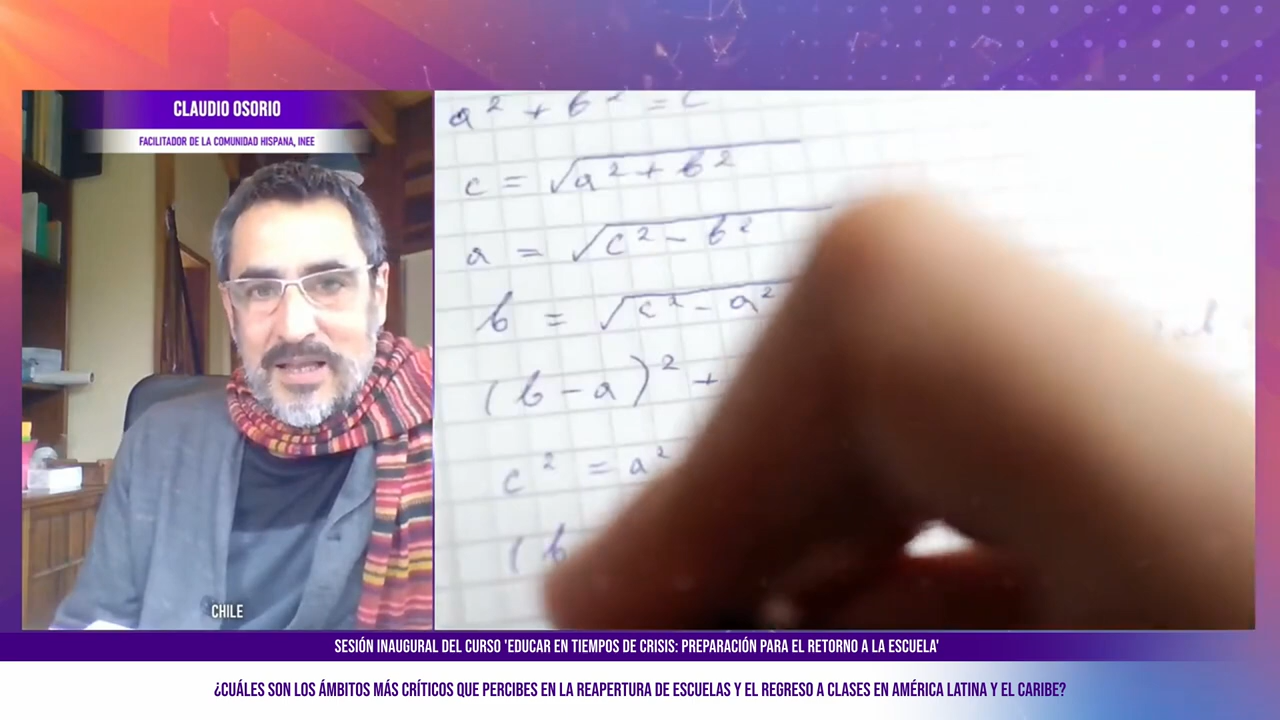 CLAUDIO OSORIO
FACILITADOR DE LA COMUNIDAD HISPANA, INEE
CHILE
a² + b² = c
c = √a² + b²
a = √c² - b²
b = √c² - a²
(b - a)² +
c² = a²
(b
SESIÓN INAUGURAL DEL CURSO 'EDUCAR EN TIEMPOS DE CRISIS: PREPARACIÓN PARA EL RETORNO A LA ESCUELA'
¿CUÁLES SON LOS ÁMBITOS MÁS CRÍTICOS QUE PERCIBES EN LA REAPERTURA DE ESCUELAS Y EL REGRESO A CLASES EN AMÉRICA LATINA Y EL CARIBE?